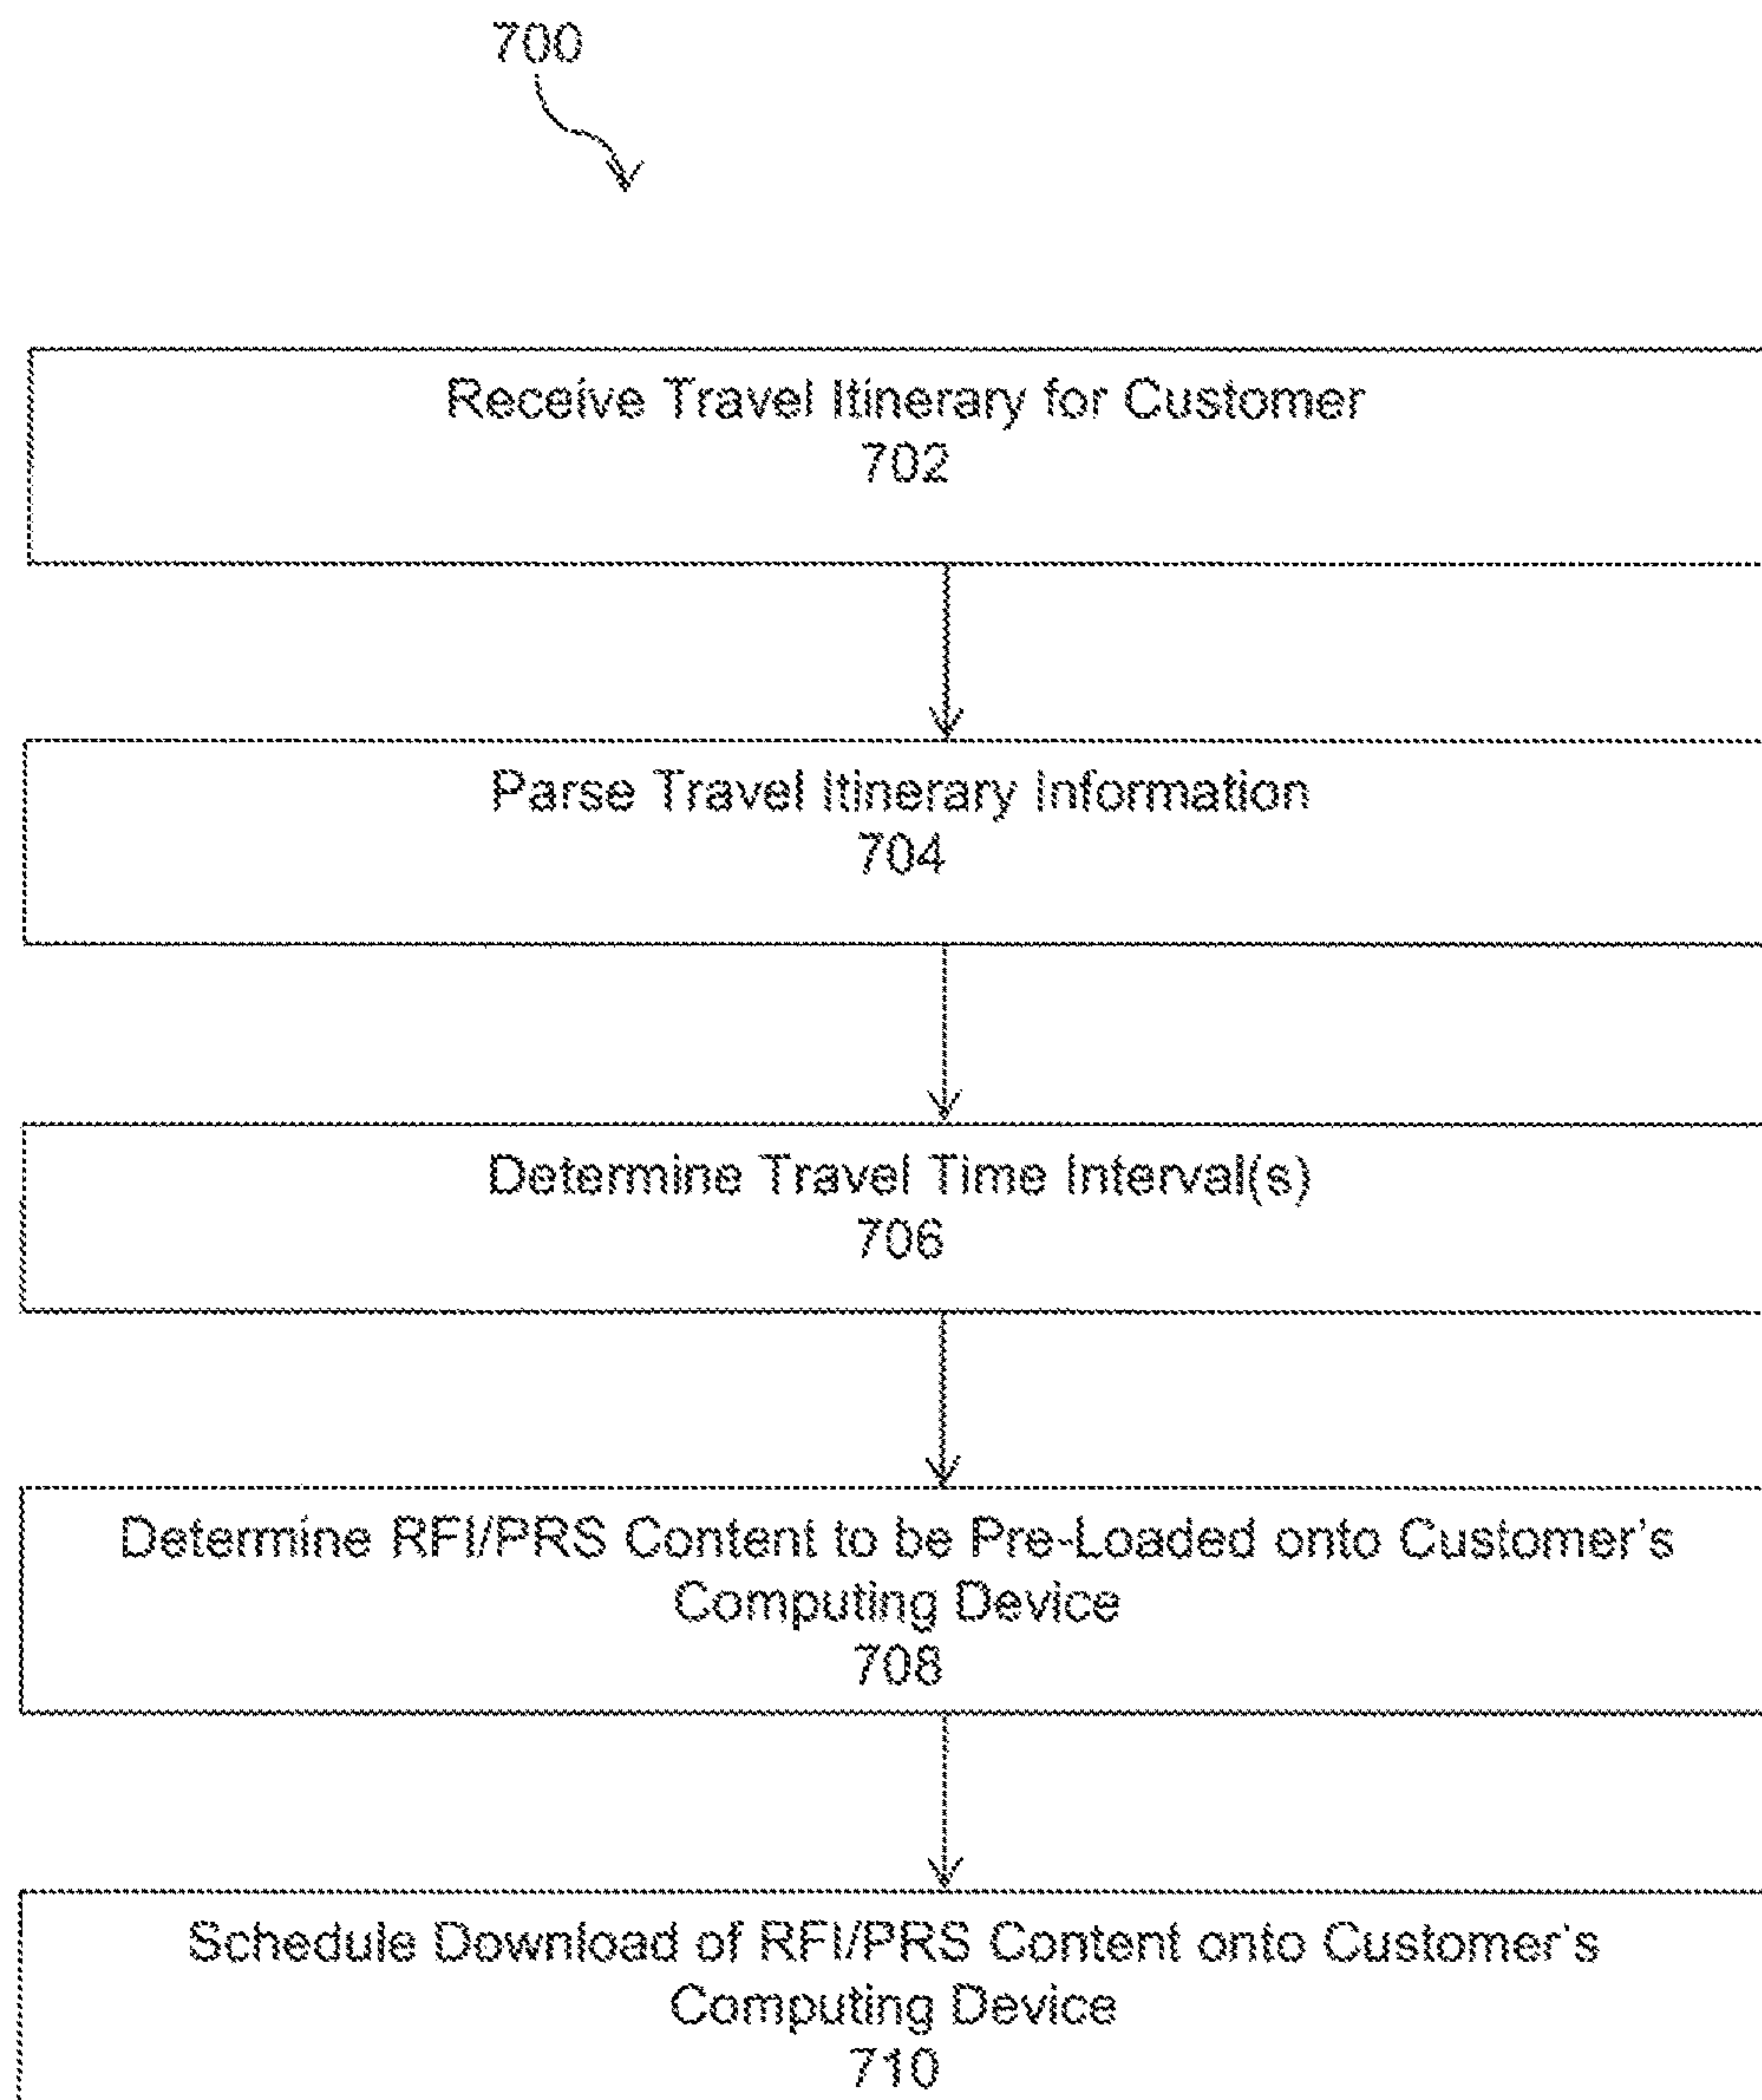 700
Receive Travel Itinerary for Customer
702
Parse Travel Itinerary Information
704
Determine Travel Time Interval(s)
706
Determine RFI/PRS Content to be Pre-Loaded onto Customer's
Computing Device
708
Schedule Download of RFI/PRS Content onto Customer's
Computing Device
710